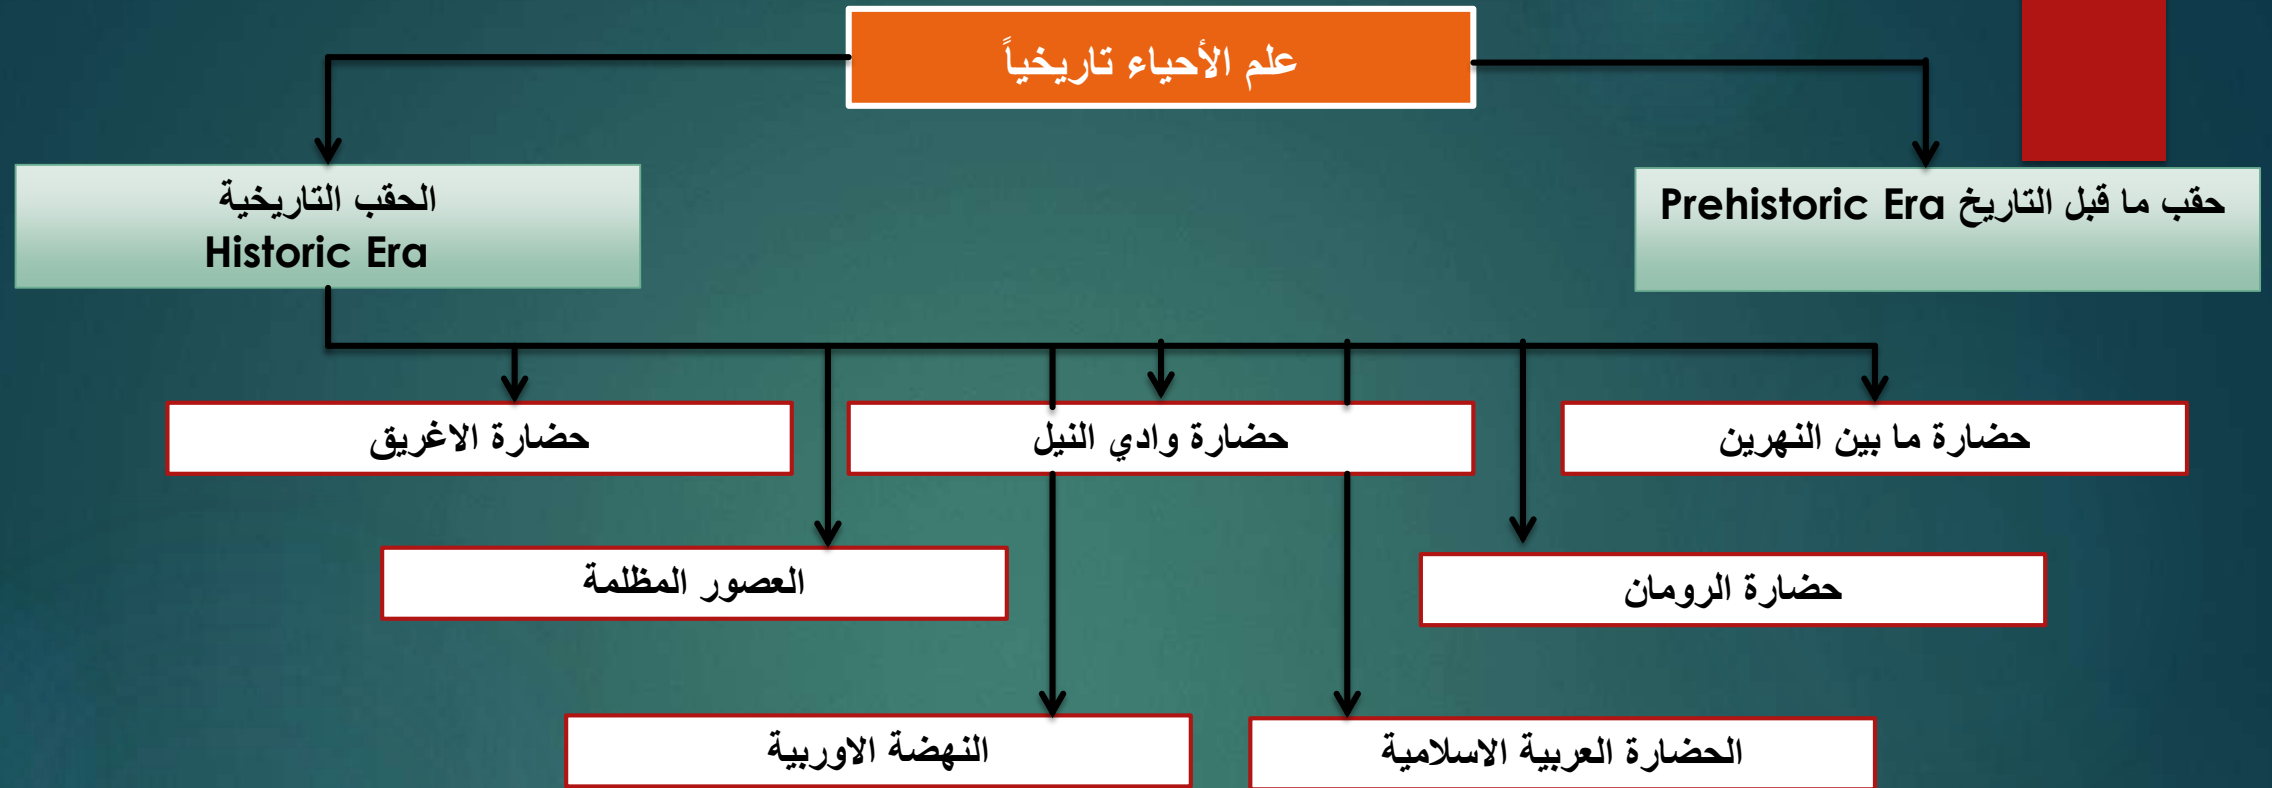 علم الأحياء تاريخياً
حقب ما قبل التاريخ Prehistoric Era
الحقب التاريخية
Historic Era
حضارة ما بين النهرين
حضارة وادي النيل
حضارة الاغريق
حضارة الرومان
العصور المظلمة
الحضارة العربية الاسلامية
النهضة الاوربية